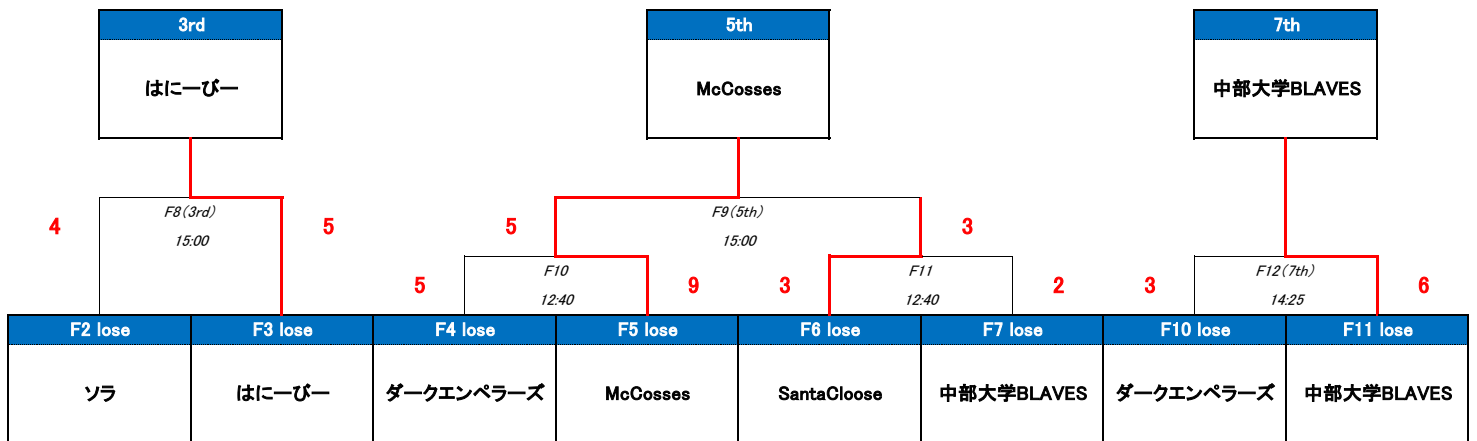 3rd
5th
7th
はにーびー
McCosses
中部大学BLAVES
4
F8(3rd)
15:00
5
5
F9(5th)
15:00
3
5
F10
12:40
9
3
F11
12:40
2
3
F12(7th)
14:25
6
F2 lose
F3 lose
F4 lose
F5 lose
F6 lose
F7 lose
F10 lose
F11 lose
ソラ
はにーびー
ダークエンペラーズ
McCosses
SantaCloose
中部大学BLAVES
ダークエンペラーズ
中部大学BLAVES